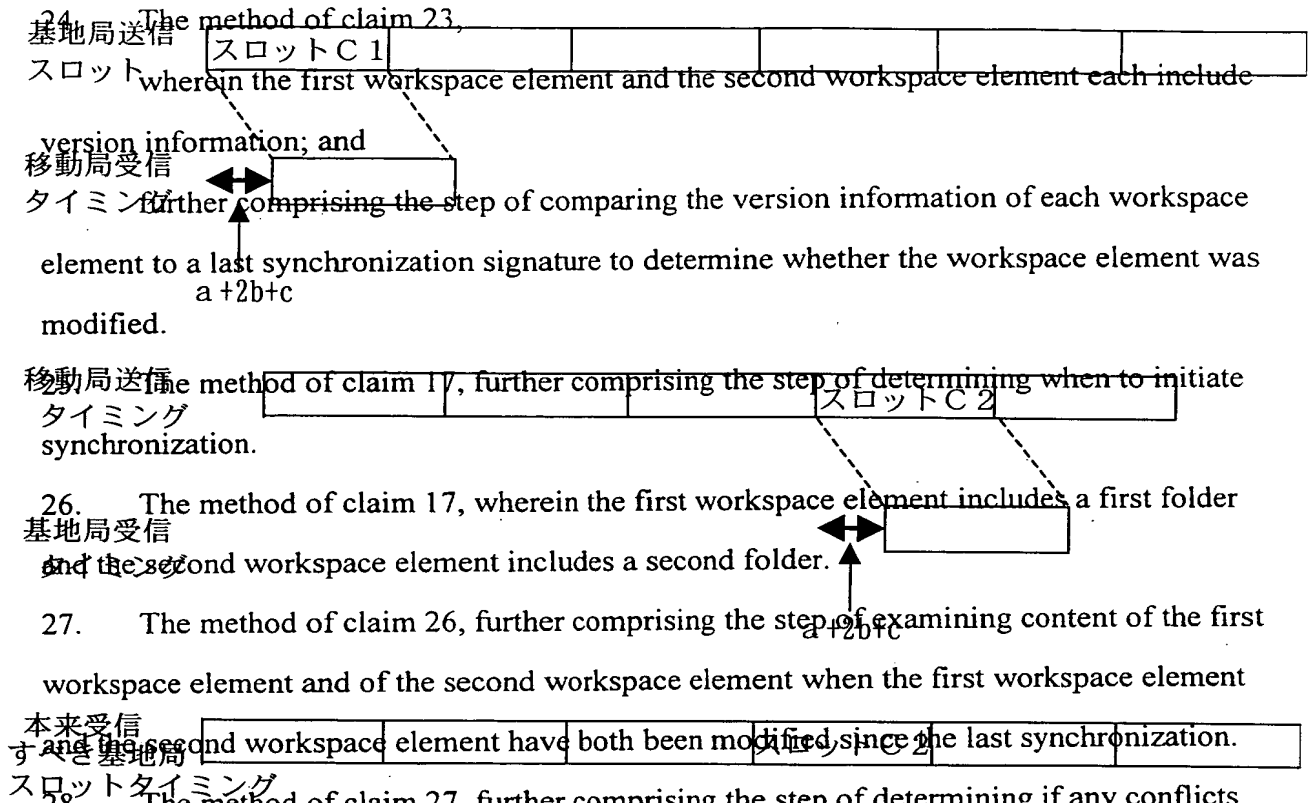 24. The method of claim 23,
基地局送信
スロット
スロットC1
wherein the first workspace element and the second workspace element each include
version information; and
移動局受信
タイミング
further comprising the step of comparing the version information of each workspace
element to a last synchronization signature to determine whether the workspace element was
a+2b+c
modified.
移動局送信
タイミング
25. The method of claim 17, further comprising the step of determining when to initiate
スロットC2
synchronization.
26. The method of claim 17, wherein the first workspace element includes a first folder
基地局受信
タイミング
and the second workspace element includes a second folder.
27. The method of claim 26, further comprising the step of examining content of the first
a+2b+c
workspace element and of the second workspace element when the first workspace element
本来受信
すべき基地局
スロットタイミング
and the second workspace element have both been modified since the last synchronization.
スロットC2
28. The method of claim 27, further comprising the step of determining if any conflicts